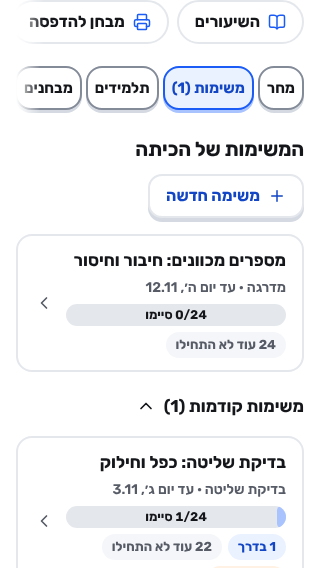 השיעורים
מבחן להדפסה
מחר
משימות (1)
תלמידים
מבחנים
המשימות של הכיתה
+ משימה חדשה
מספרים מכוונים: חיבור וחיסור
מדרגה • עד יום ה׳, 12.11
0/24 סיימו
24 עוד לא התחילו
משימות קודמות (1)
בדיקת שליטה: כפל וחילוק
בדיקת שליטה • עד יום ג׳, 3.11
1/24 סיימו
1 בדרך
22 עוד לא התחילו